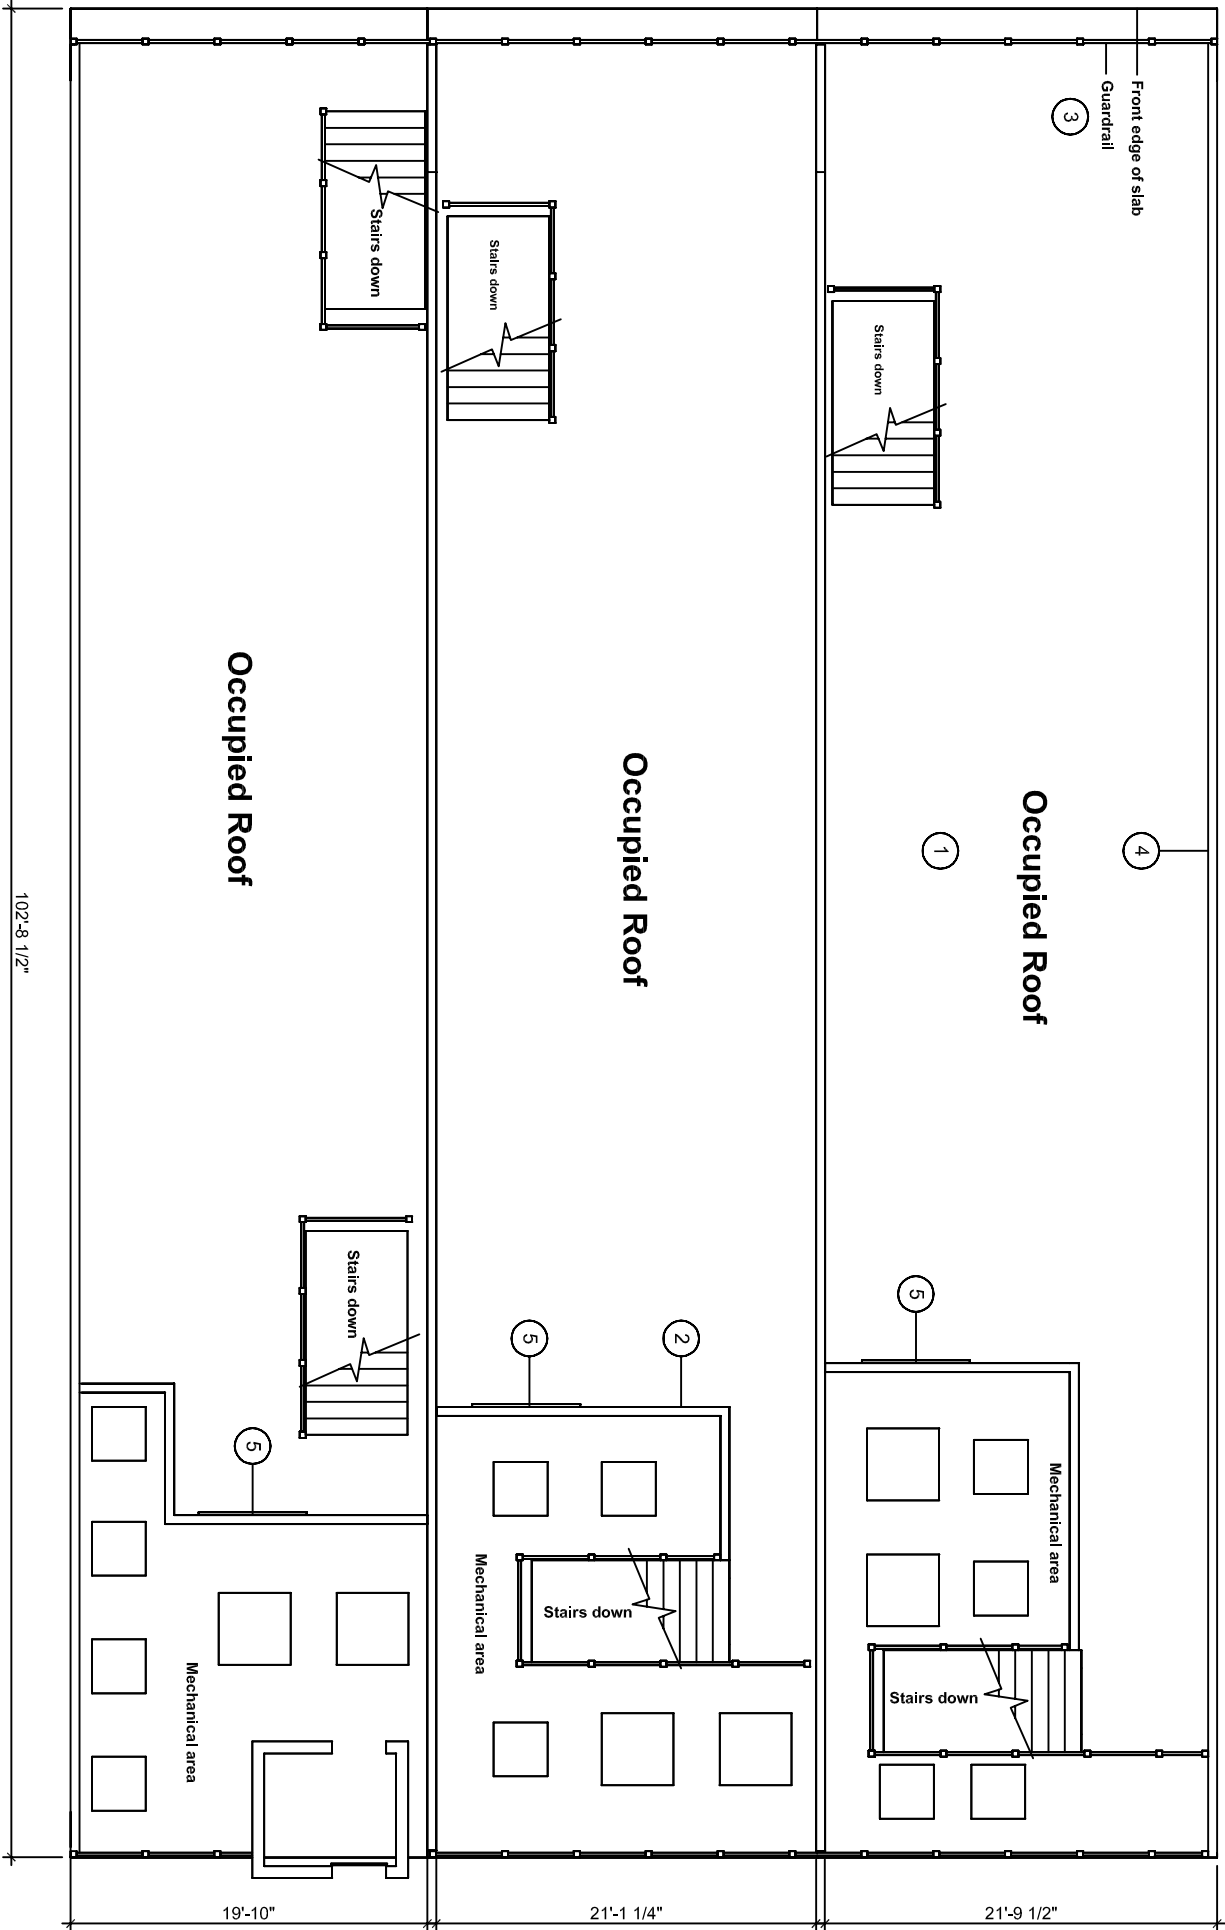 Front edge of slab
Guardrail
3
Stairs down
Stairs down
Stairs down
Occupied Roof
Occupied Roof
Occupied Roof
1
4
102'-8 1/2"
Stairs down
5
5
2
5
Mechanical area
Mechanical area
Mechanical area
Stairs down
Stairs down
19'-10"
21'-1 1/4"
21'-9 1/2"